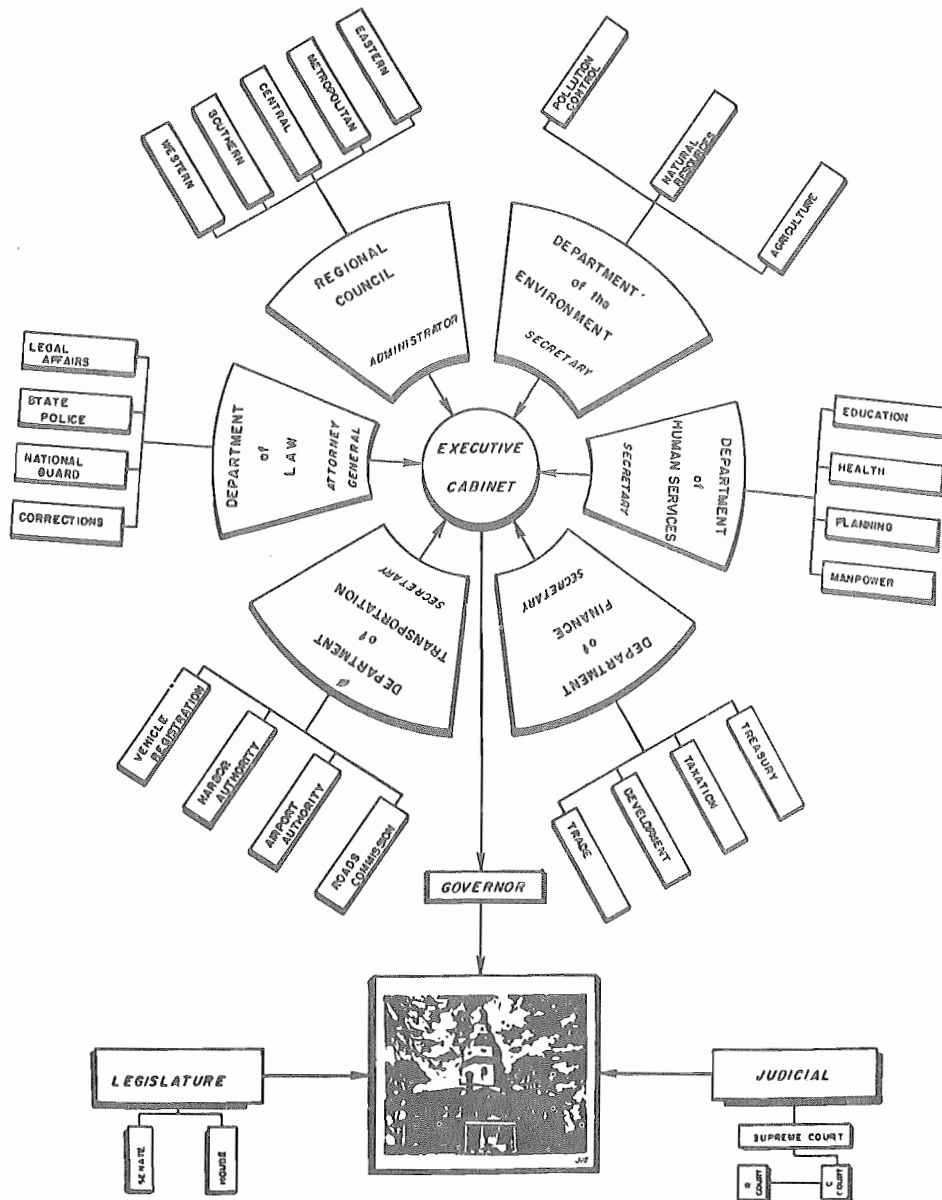 EASTERN
METROPOLITAN
CENTRAL
SOUTHERN
WESTERN
REGIONAL
COUNCIL
ADMINISTRATOR
POLLUTION
CONTROL
NATURAL
RESOURCES
AGRICULTURE
DEPARTMENT
of the
ENVIRONMENT
SECRETARY
LEGAL
AFFAIRS
STATE
POLICE
NATIONAL
GUARD
CORRECTIONS
DEPARTMENT
of
LAW
ATTORNEY
GENERAL
EXECUTIVE
CABINET
DEPARTMENT
of
HUMAN SERVICES
SECRETARY
EDUCATION
HEALTH
PLANNING
MANPOWER
SECRETARY
TRANSPORTATION
of
DEPARTMENT
SECRETARY
FINANCE
of
DEPARTMENT
VEHICLE
REGISTRATION
HARBOR
AUTHORITY
AIRPORT
AUTHORITY
ROADS
COMMISSION
TREASURY
TAXATION
DEVELOPMENT
TRADE
GOVERNOR
LEGISLATURE
SENATE
HOUSE
JUDICIAL
SUPREME COURT
COURT
COURT